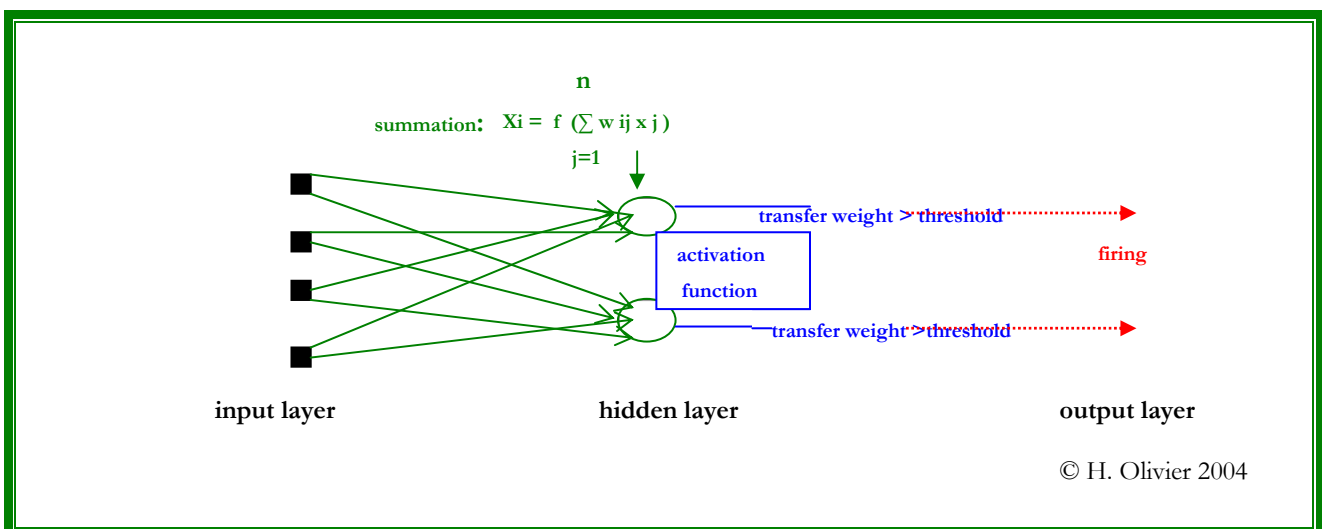 n
summation: Xi = f (∑ w ij x j )
j=1
transfer weight > threshold
activation
function
firing
transfer weight >threshold
input layer hidden layer output layer
© H. Olivier 2004